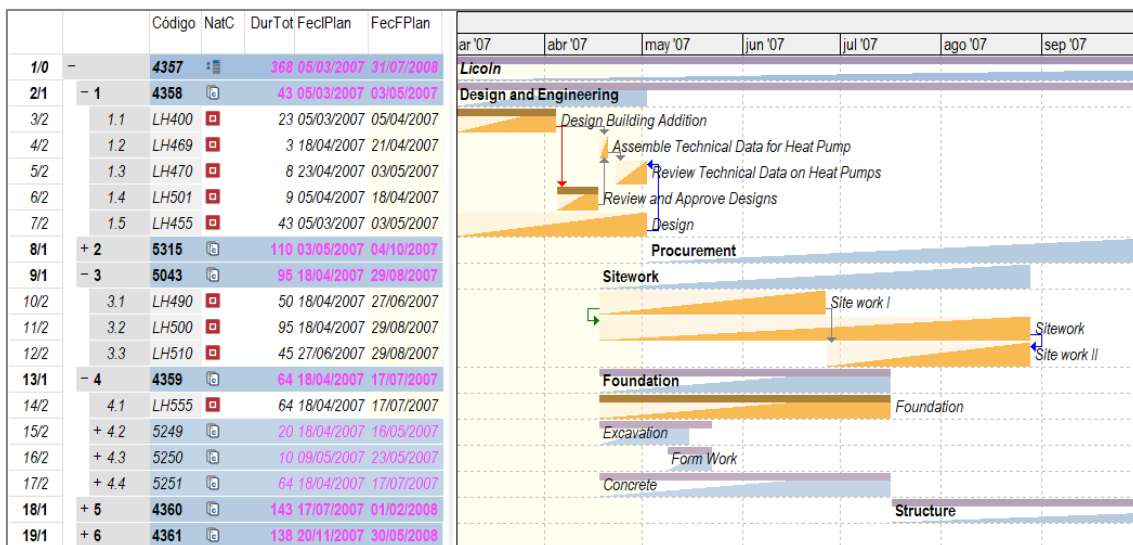 Código NatC DurTot FecIPlan FecFPlan
ar '07 abr '07 may '07 jun '07 jul '07 ago '07 sep '07
1/0 − 4357 368 05/03/2007 31/07/2008 Licoln
2/1 − 1 4358 43 05/03/2007 03/05/2007 Design and Engineering
3/2 1.1 LH400 23 05/03/2007 05/04/2007 Design Building Addition
4/2 1.2 LH469 3 18/04/2007 21/04/2007 Assemble Technical Data for Heat Pump
5/2 1.3 LH470 8 23/04/2007 03/05/2007 Review Technical Data on Heat Pumps
6/2 1.4 LH501 9 05/04/2007 18/04/2007 Review and Approve Designs
7/2 1.5 LH455 43 05/03/2007 03/05/2007 Design
8/1 + 2 5315 110 03/05/2007 04/10/2007 Procurement
9/1 − 3 5043 95 18/04/2007 29/08/2007 Sitework
10/2 3.1 LH490 50 18/04/2007 27/06/2007 Site work I
11/2 3.2 LH500 95 18/04/2007 29/08/2007 Sitework
12/2 3.3 LH510 45 27/06/2007 29/08/2007 Site work II
13/1 − 4 4359 64 18/04/2007 17/07/2007 Foundation
14/2 4.1 LH555 64 18/04/2007 17/07/2007 Foundation
15/2 + 4.2 5249 20 18/04/2007 16/05/2007 Excavation
16/2 + 4.3 5250 10 09/05/2007 23/05/2007 Form Work
17/2 + 4.4 5251 64 18/04/2007 17/07/2007 Concrete
18/1 + 5 4360 143 17/07/2007 01/02/2008 Structure
19/1 + 6 4361 138 20/11/2007 30/05/2008